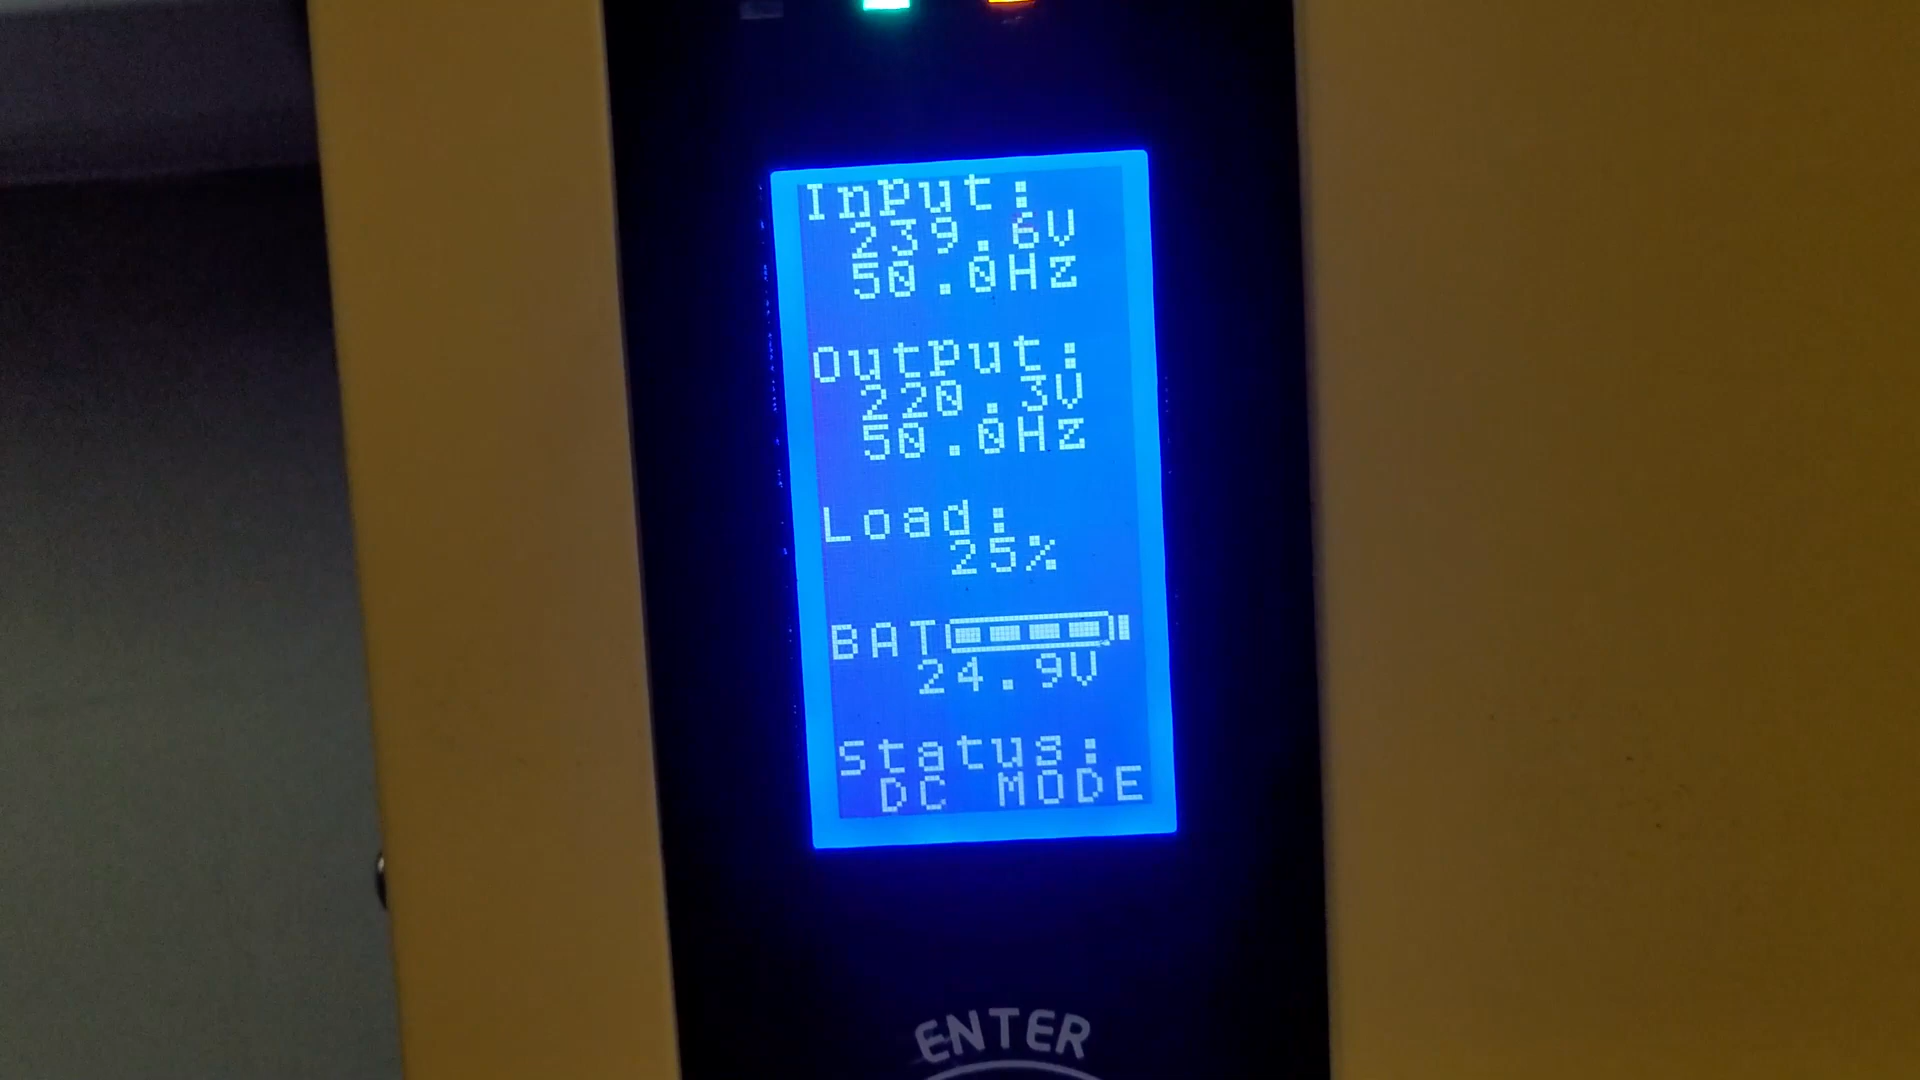 Input:
239.6V
50.0Hz
Output:
220.3V
50.0Hz
Load:
25%
BAT
24.9V
Status:
DC MODE
ENTER